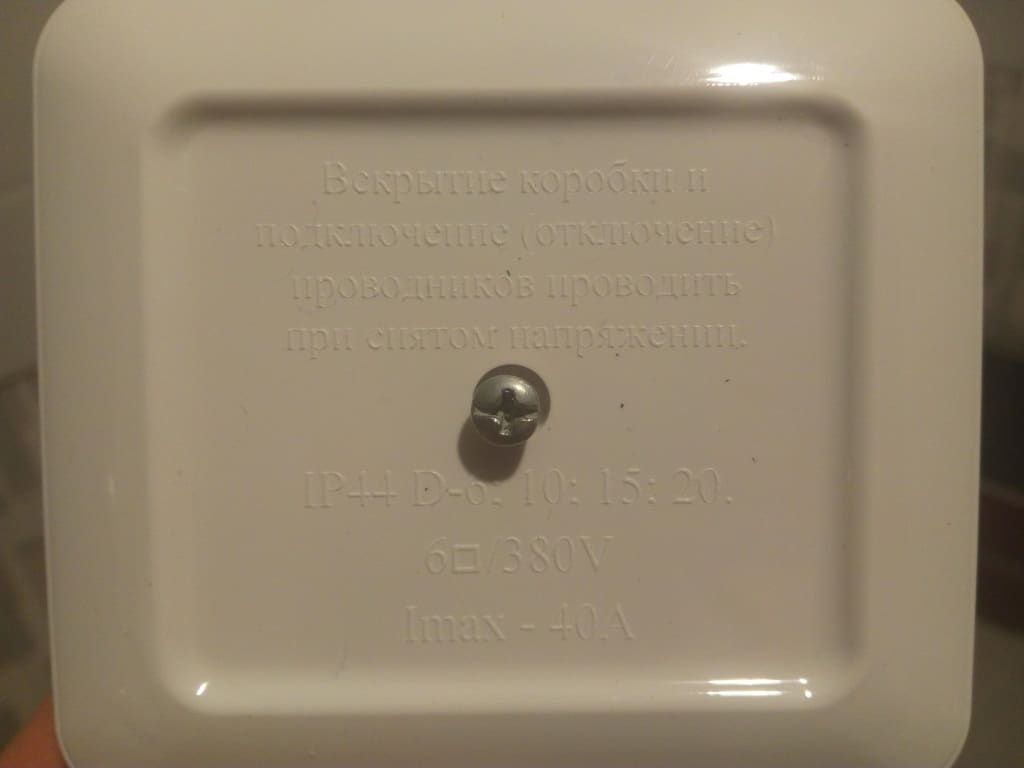 Вскрытие коробки и
подключение (отключение)
проводников проводить
при снятом напряжении.
IP44 D-6: 10: 15: 20.
6□/380V
Imax - 40A